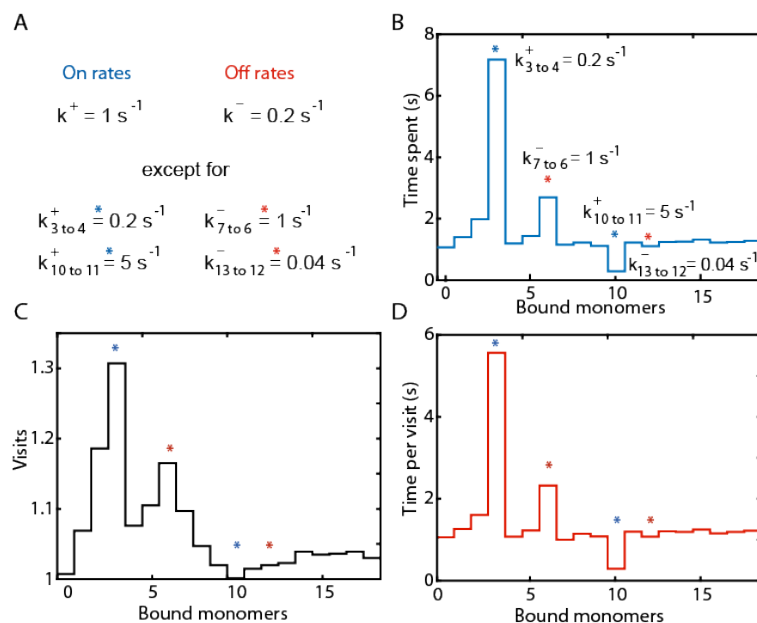 A
On rates Off rates
k+ = 1 s-1 k- = 0.2 s-1
except for
k+ 3 to 4 *= 0.2 s-1 k- 7 to 6 *= 1 s-1
k+ 10 to 11 *= 5 s-1 k- 13 to 12 *= 0.04 s-1
B
Time spent (s)
8
6
4
2
0
* k+ 3 to 4 = 0.2 s-1
k- 7 to 6 = 1 s-1
*
k+ 10 to 11 = 5 s-1
* *
k- 13 to 12 = 0.04 s-1
0 5 10 15
Bound monomers
C
Visits
1.3
1.2
1.1
1
* * * *
0 5 10 15
Bound monomers
D
Time per visit (s)
6
4
2
0
* * * *
0 5 10 15
Bound monomers